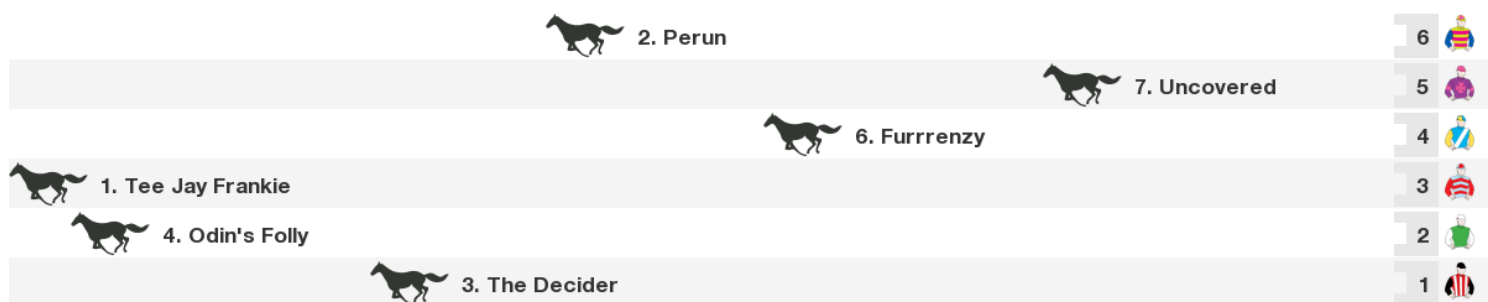 2. Perun 6
7. Uncovered 5
6. Furrrenzy 4
1. Tee Jay Frankie 3
4. Odin's Folly 2
3. The Decider 1